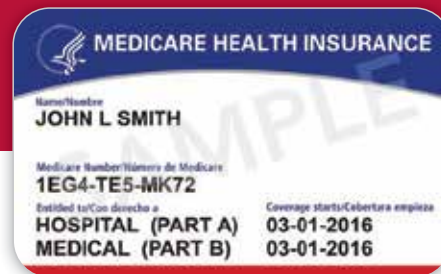 MEDICARE HEALTH INSURANCE
SAMPLE
Name/Nombre
JOHN L SMITH
Medicare Number/Número de Medicare
1EG4-TE5-MK72
Entitled to/Con derecho a Coverage starts/Cobertura empieza
HOSPITAL (PART A) 03-01-2016
MEDICAL (PART B) 03-01-2016